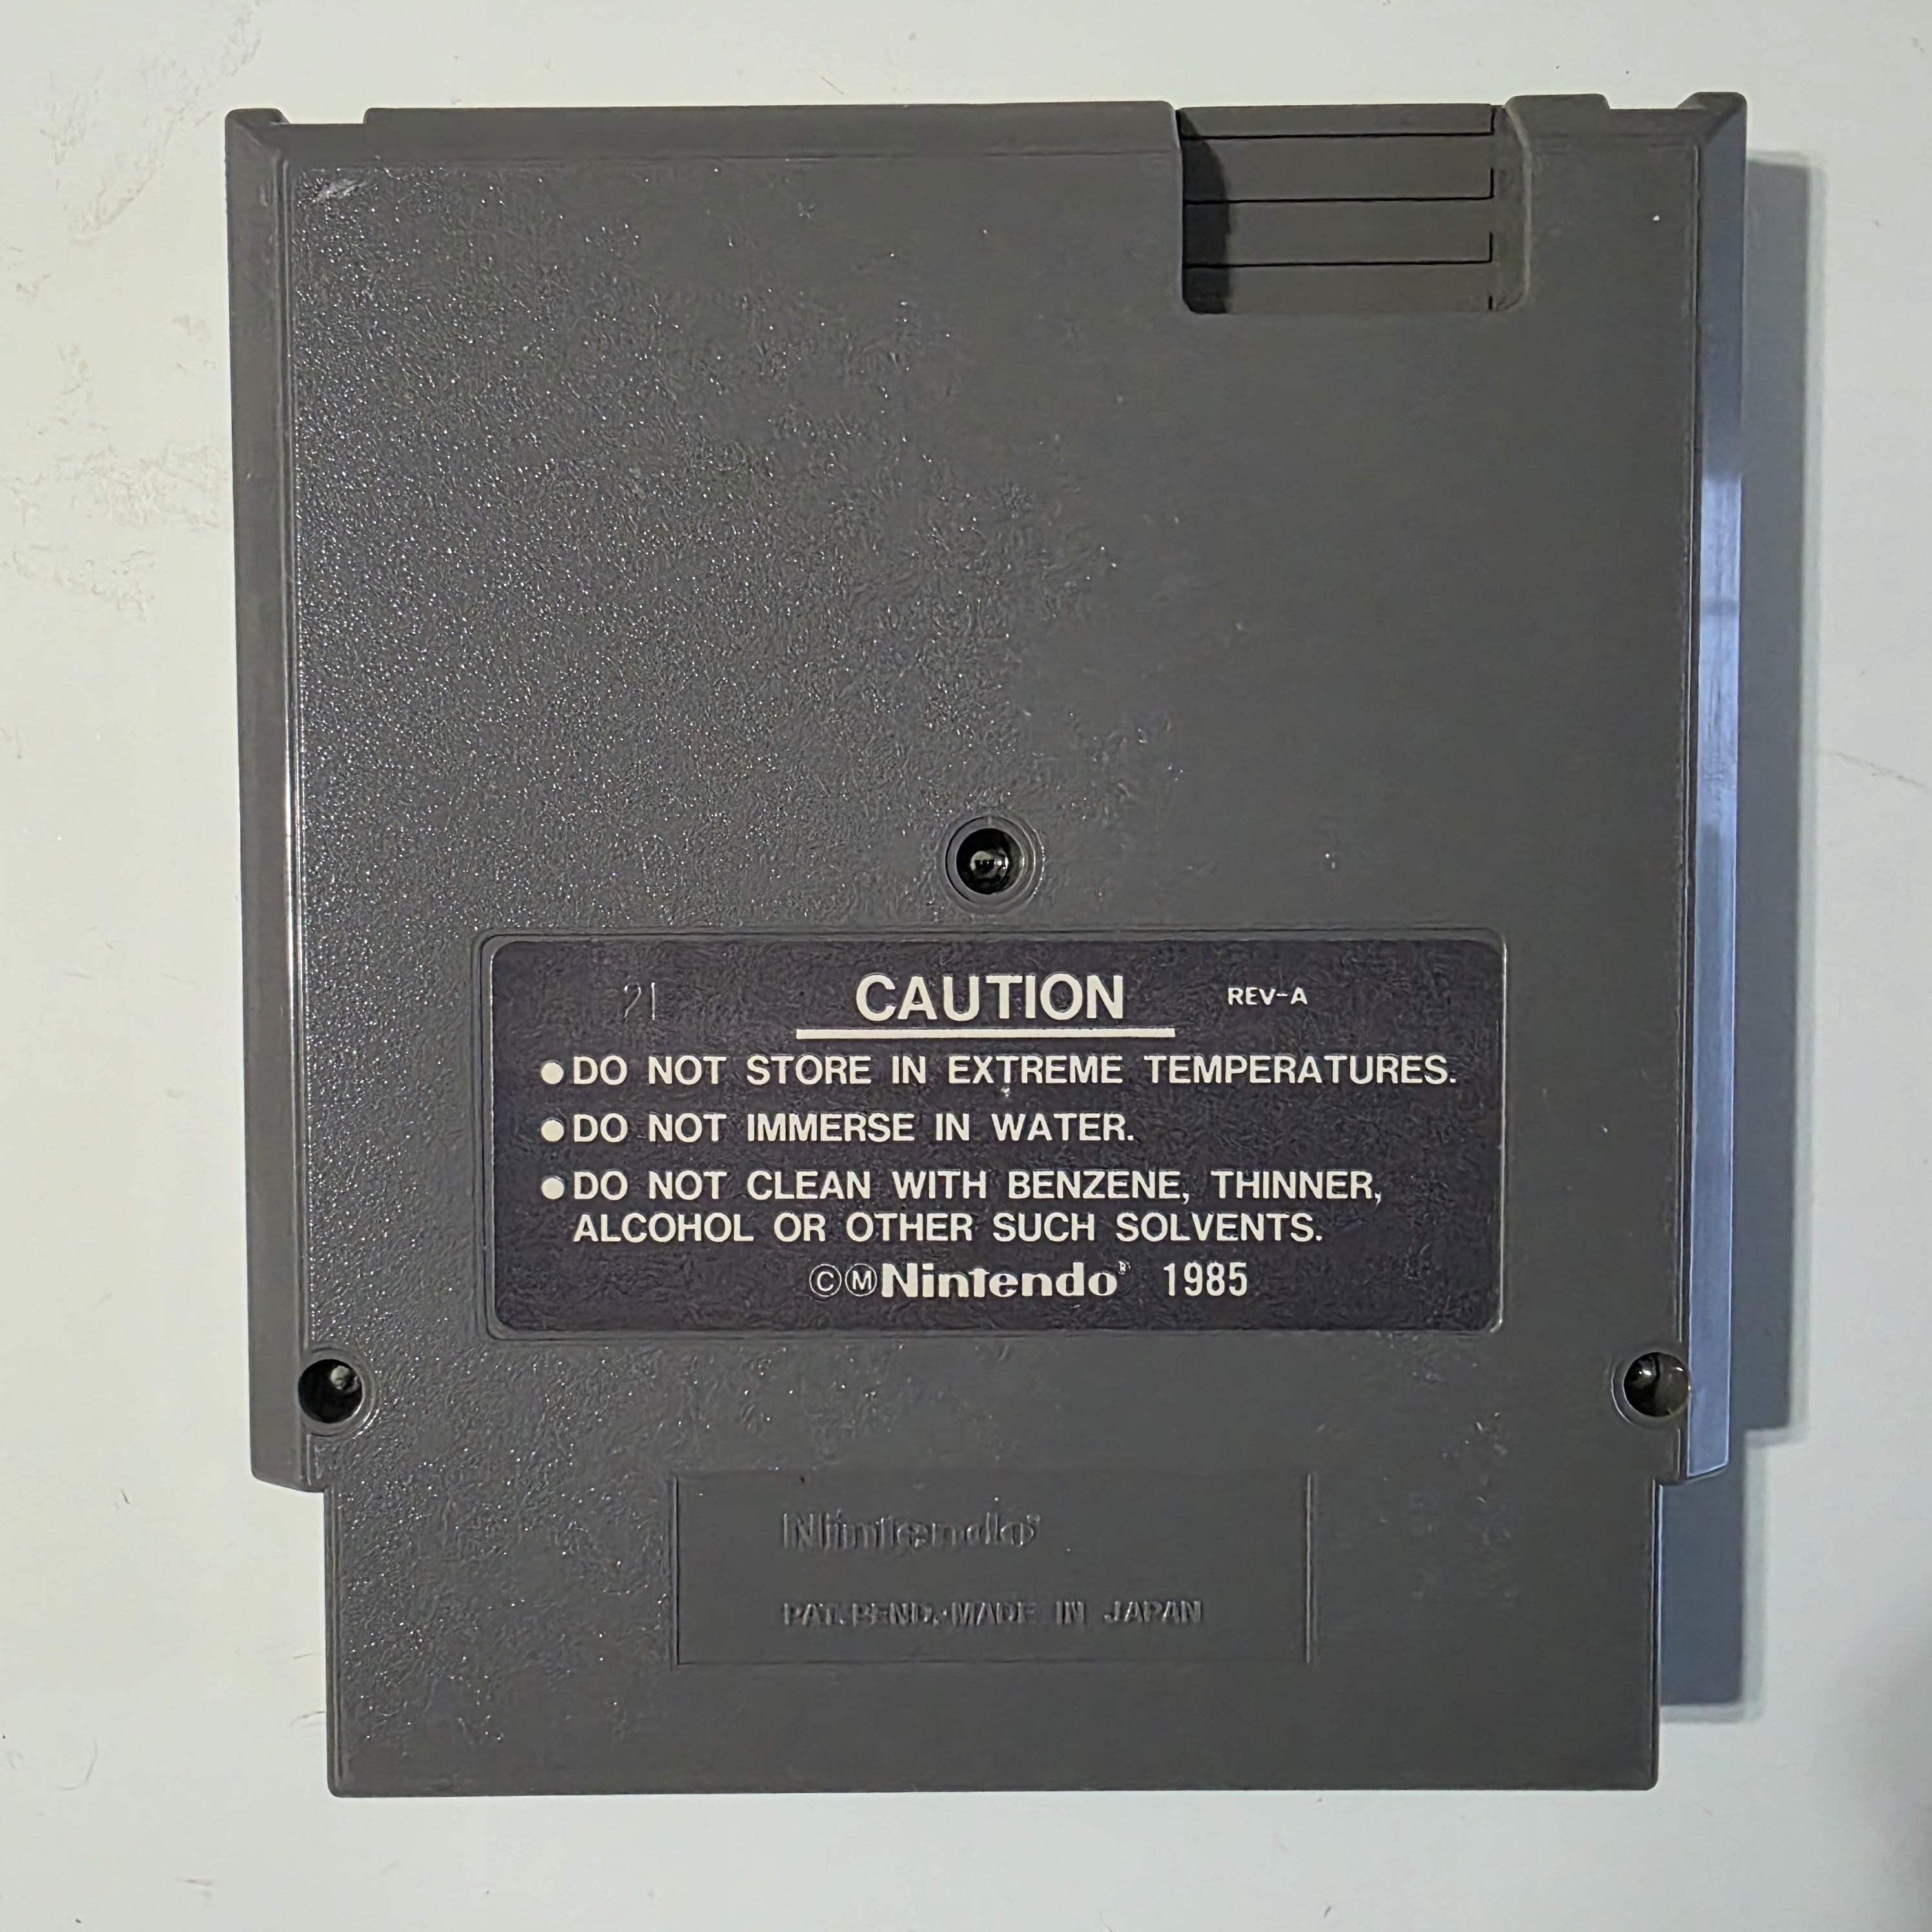 21 CAUTION REV-A
●DO NOT STORE IN EXTREME TEMPERATURES.
●DO NOT IMMERSE IN WATER.
●DO NOT CLEAN WITH BENZENE, THINNER,
ALCOHOL OR OTHER SUCH SOLVENTS.
©ⓂNintendo® 1985
Nintendo®
PAT. PEND. MADE IN JAPAN